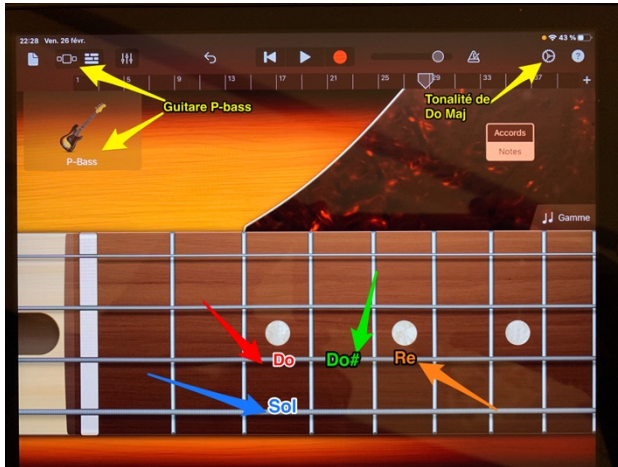 22:28 Ven. 26 févr.
43 %
?
1 5 9 13 17 21 25 29 33 37 +
Guitare P-bass
Tonalité de
Do Maj
P-Bass
Accords
Notes
Gamme
Do
Do#
Re
Sol